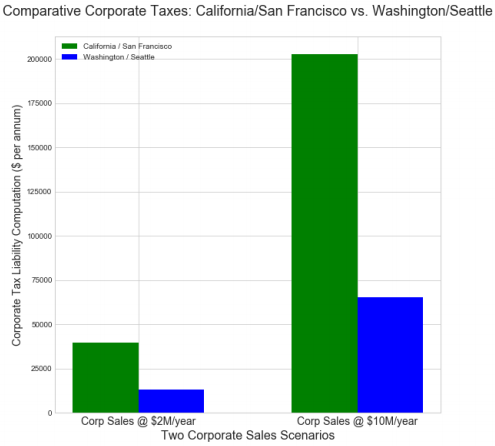 Comparative Corporate Taxes: California/San Francisco vs. Washington/Seattle
California / San Francisco
Washington / Seattle
200000
175000
150000
125000
100000
75000
50000
25000
0
Corporate Tax Liability Computation ($ per annum)
Corp Sales @ $2M/year
Corp Sales @ $10M/year
Two Corporate Sales Scenarios